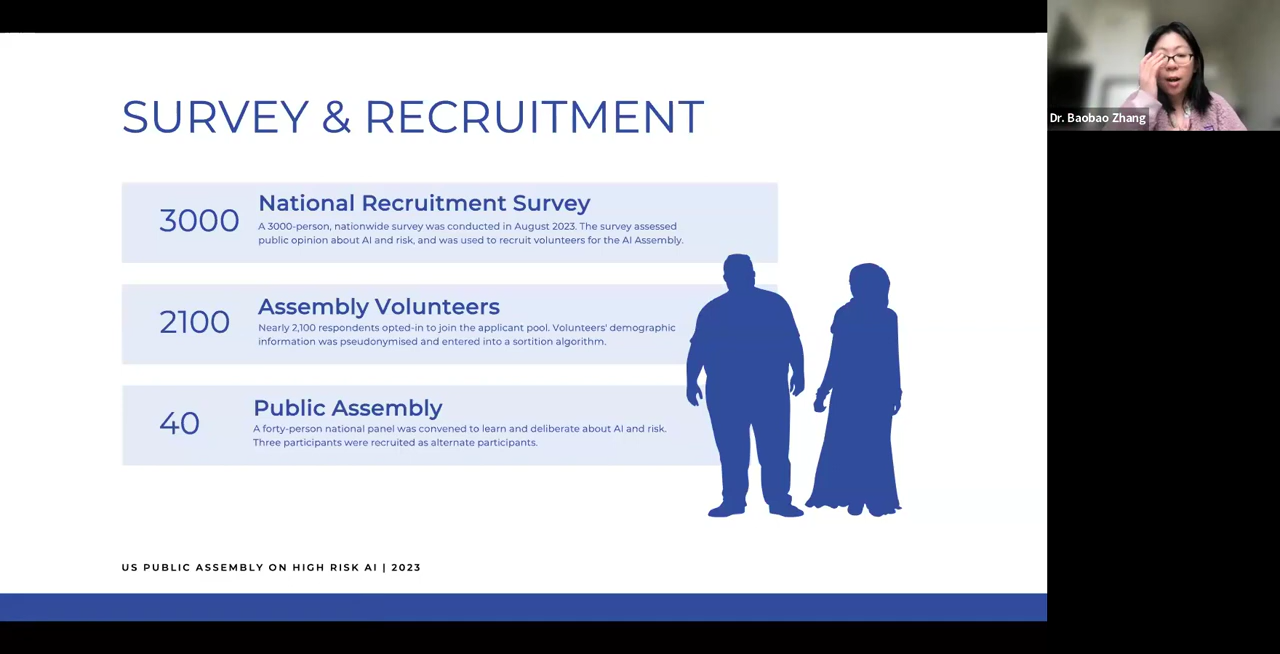 SURVEY & RECRUITMENT
3000
National Recruitment Survey
A 3000-person, nationwide survey was conducted in August 2023. The survey assessed
public opinion about AI and risk, and was used to recruit volunteers for the AI Assembly.
2100
Assembly Volunteers
Nearly 2,100 respondents opted-in to join the applicant pool. Volunteers' demographic
information was pseudonymised and entered into a sortition algorithm.
40
Public Assembly
A forty-person national panel was convened to learn and deliberate about AI and risk.
Three participants were recruited as alternate participants.
US PUBLIC ASSEMBLY ON HIGH RISK AI | 2023
Dr. Baobao Zhang